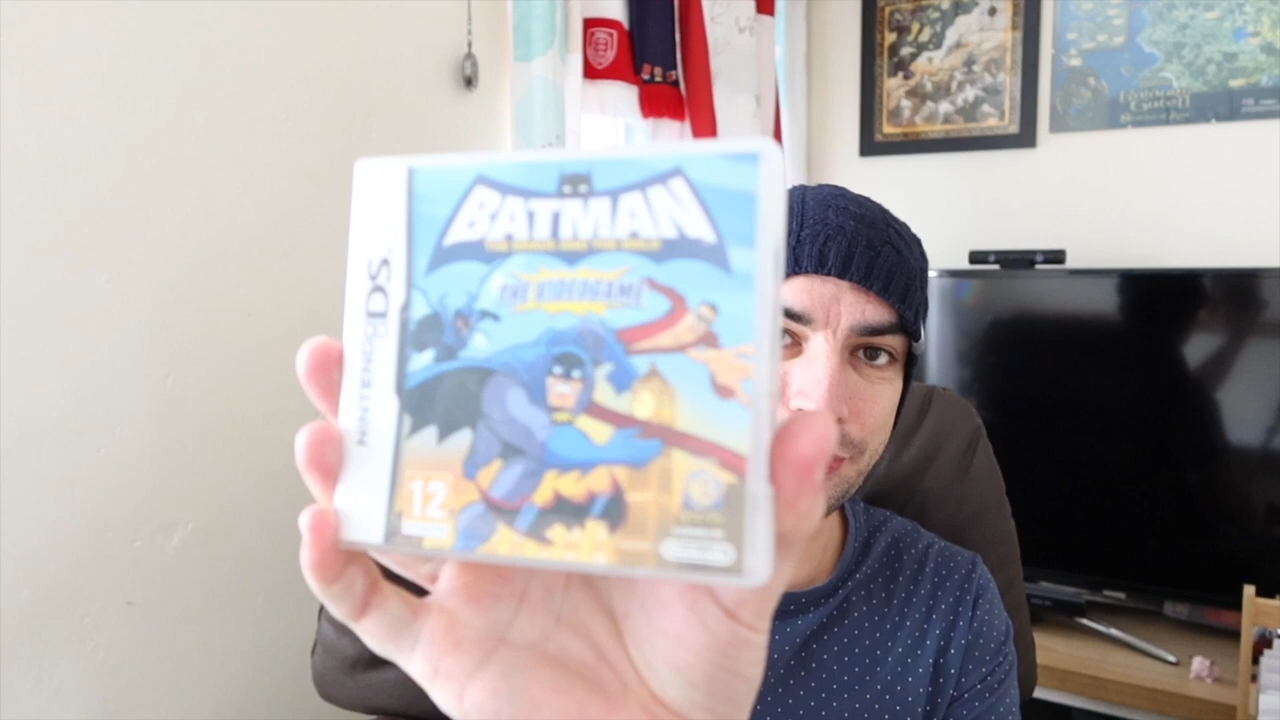 BATMAN
THE BRAVE AND THE BOLD
THE VIDEOGAME
NINTENDO DS
12